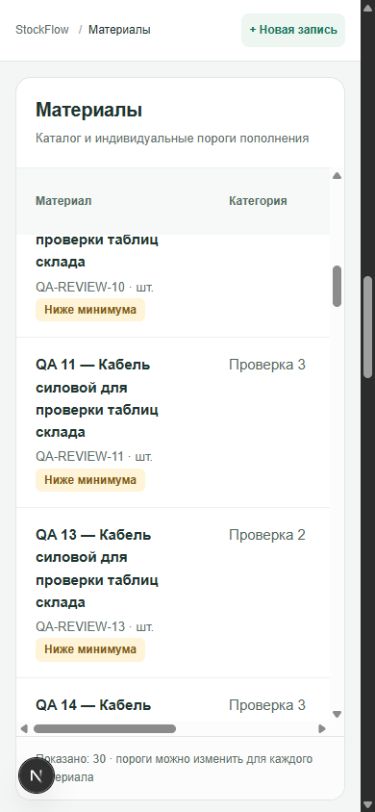 StockFlow / Материалы
+ Новая запись
Материалы
Каталог и индивидуальные пороги пополнения
Материал Категория
проверки таблиц
склада
QA-REVIEW-10 · шт.
Ниже минимума
QA 11 — Кабель Проверка 3
силовой для
проверки таблиц
склада
QA-REVIEW-11 · шт.
Ниже минимума
QA 13 — Кабель Проверка 2
силовой для
проверки таблиц
склада
QA-REVIEW-13 · шт.
Ниже минимума
QA 14 — Кабель Проверка 3
Показано: 30 · пороги можно изменить для каждого
N